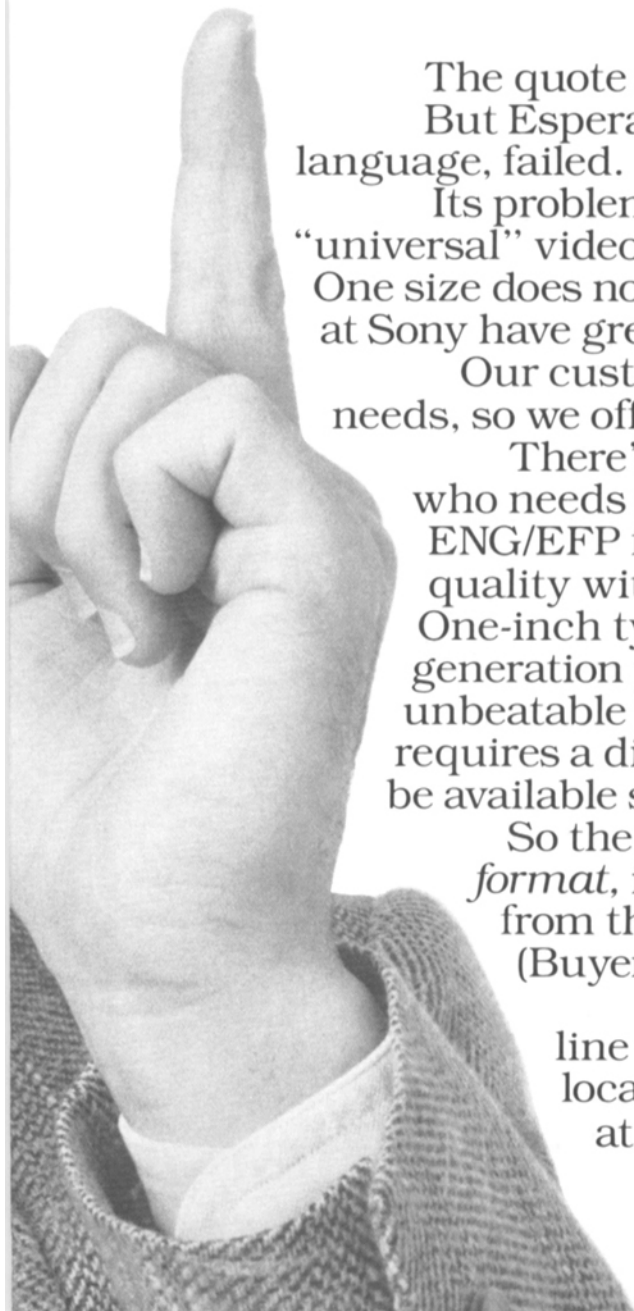 The quote
But Espera
language, failed.
Its problem
“universal” video
One size does no
at Sony have gre
Our cust
needs, so we off
There’
who needs
ENG/EFP
quality wit
One-inch ty
generation
unbeatable
requires a di
be available s
So the
format,
from th
(Buye
line
loca
at